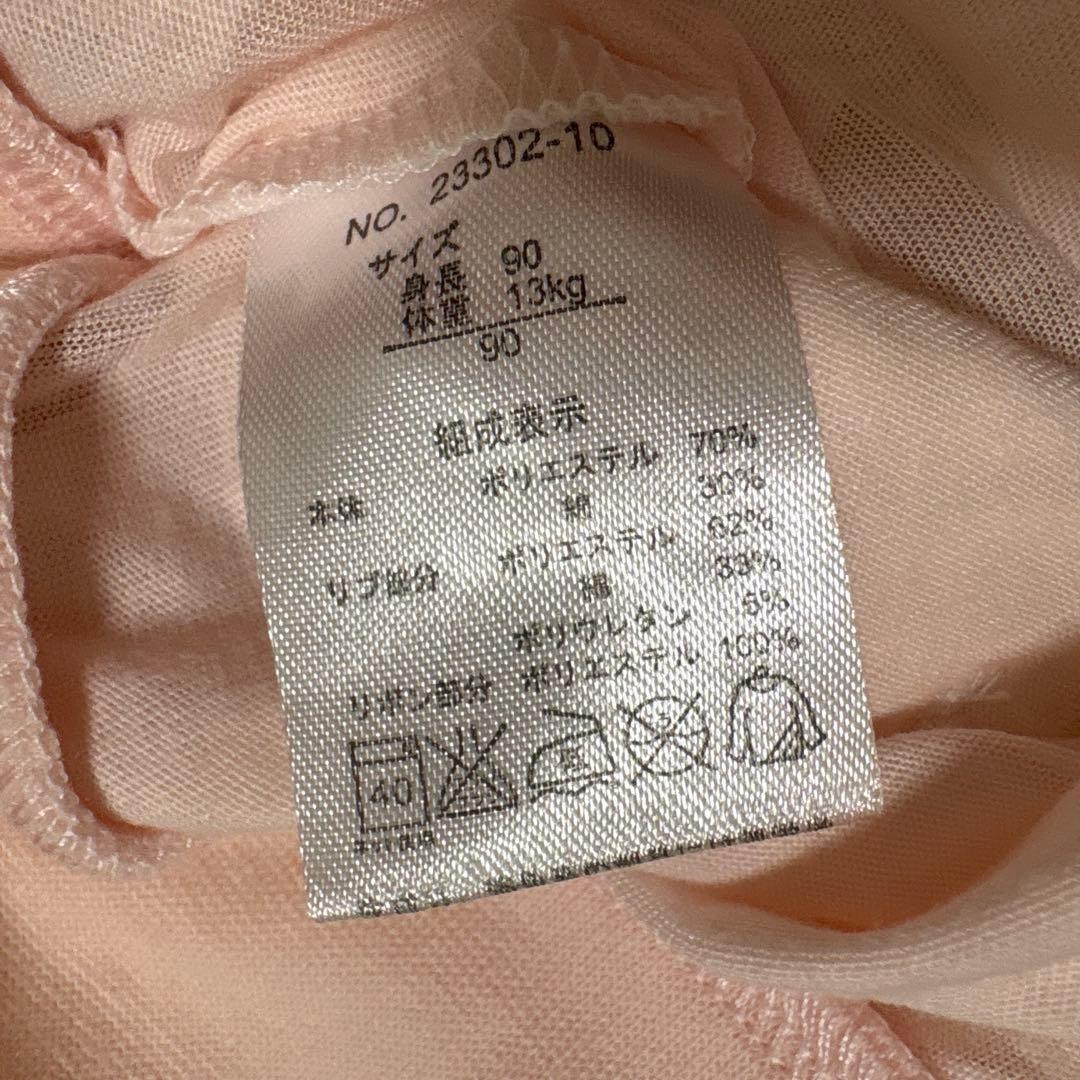 NO. 23302-10
サイズ
身長 90
体重 13kg
90
組成表示
本体 ポリエステル 70%
綿 30%
リブ部分 ポリエステル 62%
綿 33%
ポリウレタン 5%
リボン部分 ポリエステル 100%
40